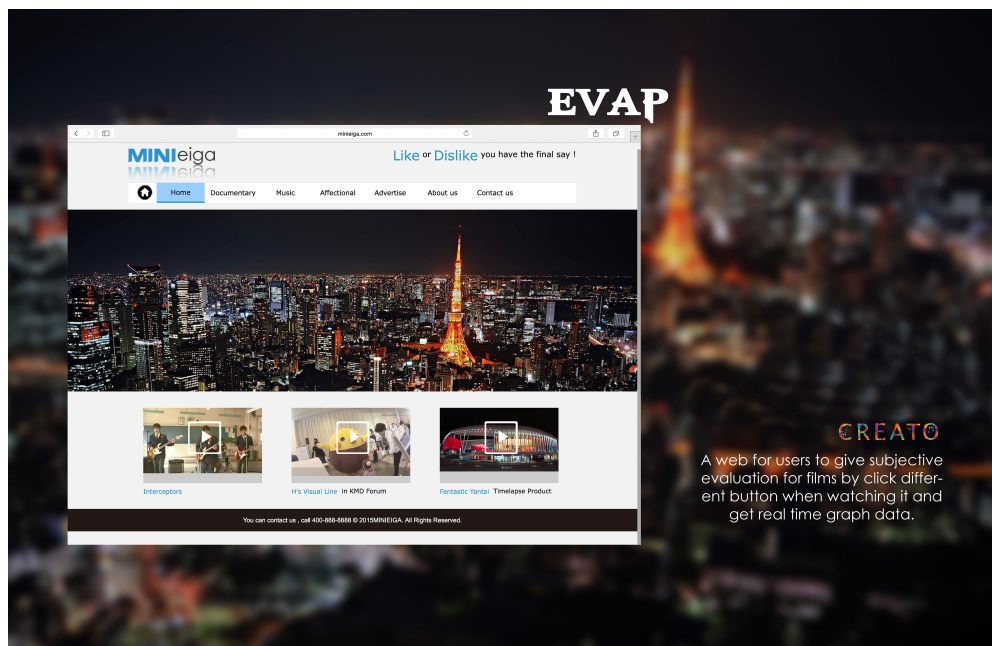 EVAP
minieiga.com
MINIeiga
Like or Dislike you have the final say !
Home Documentary Music Affectional Advertise About us Contact us
Interceptors
H's Visual Line in KMD Forum
Fantastic Yantai Timelapse Product
You can contact us , call 400-888-8888 © 2015MINIEIGA. All Rights Reserved.
CREATO
A web for users to give subjective
evaluation for films by click differ-
ent button when watching it and
get real time graph data.